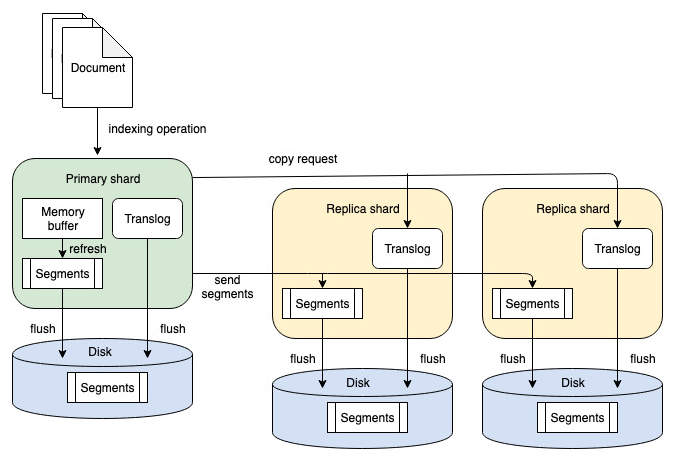 Document
indexing operation
copy request
Primary shard
Memory
buffer
Translog
refresh
Segments
Replica shard
Translog
Replica shard
Translog
send
segments
Segments
Segments
flush
flush
Disk
Segments
flush
flush
Disk
Segments
flush
flush
Disk
Segments